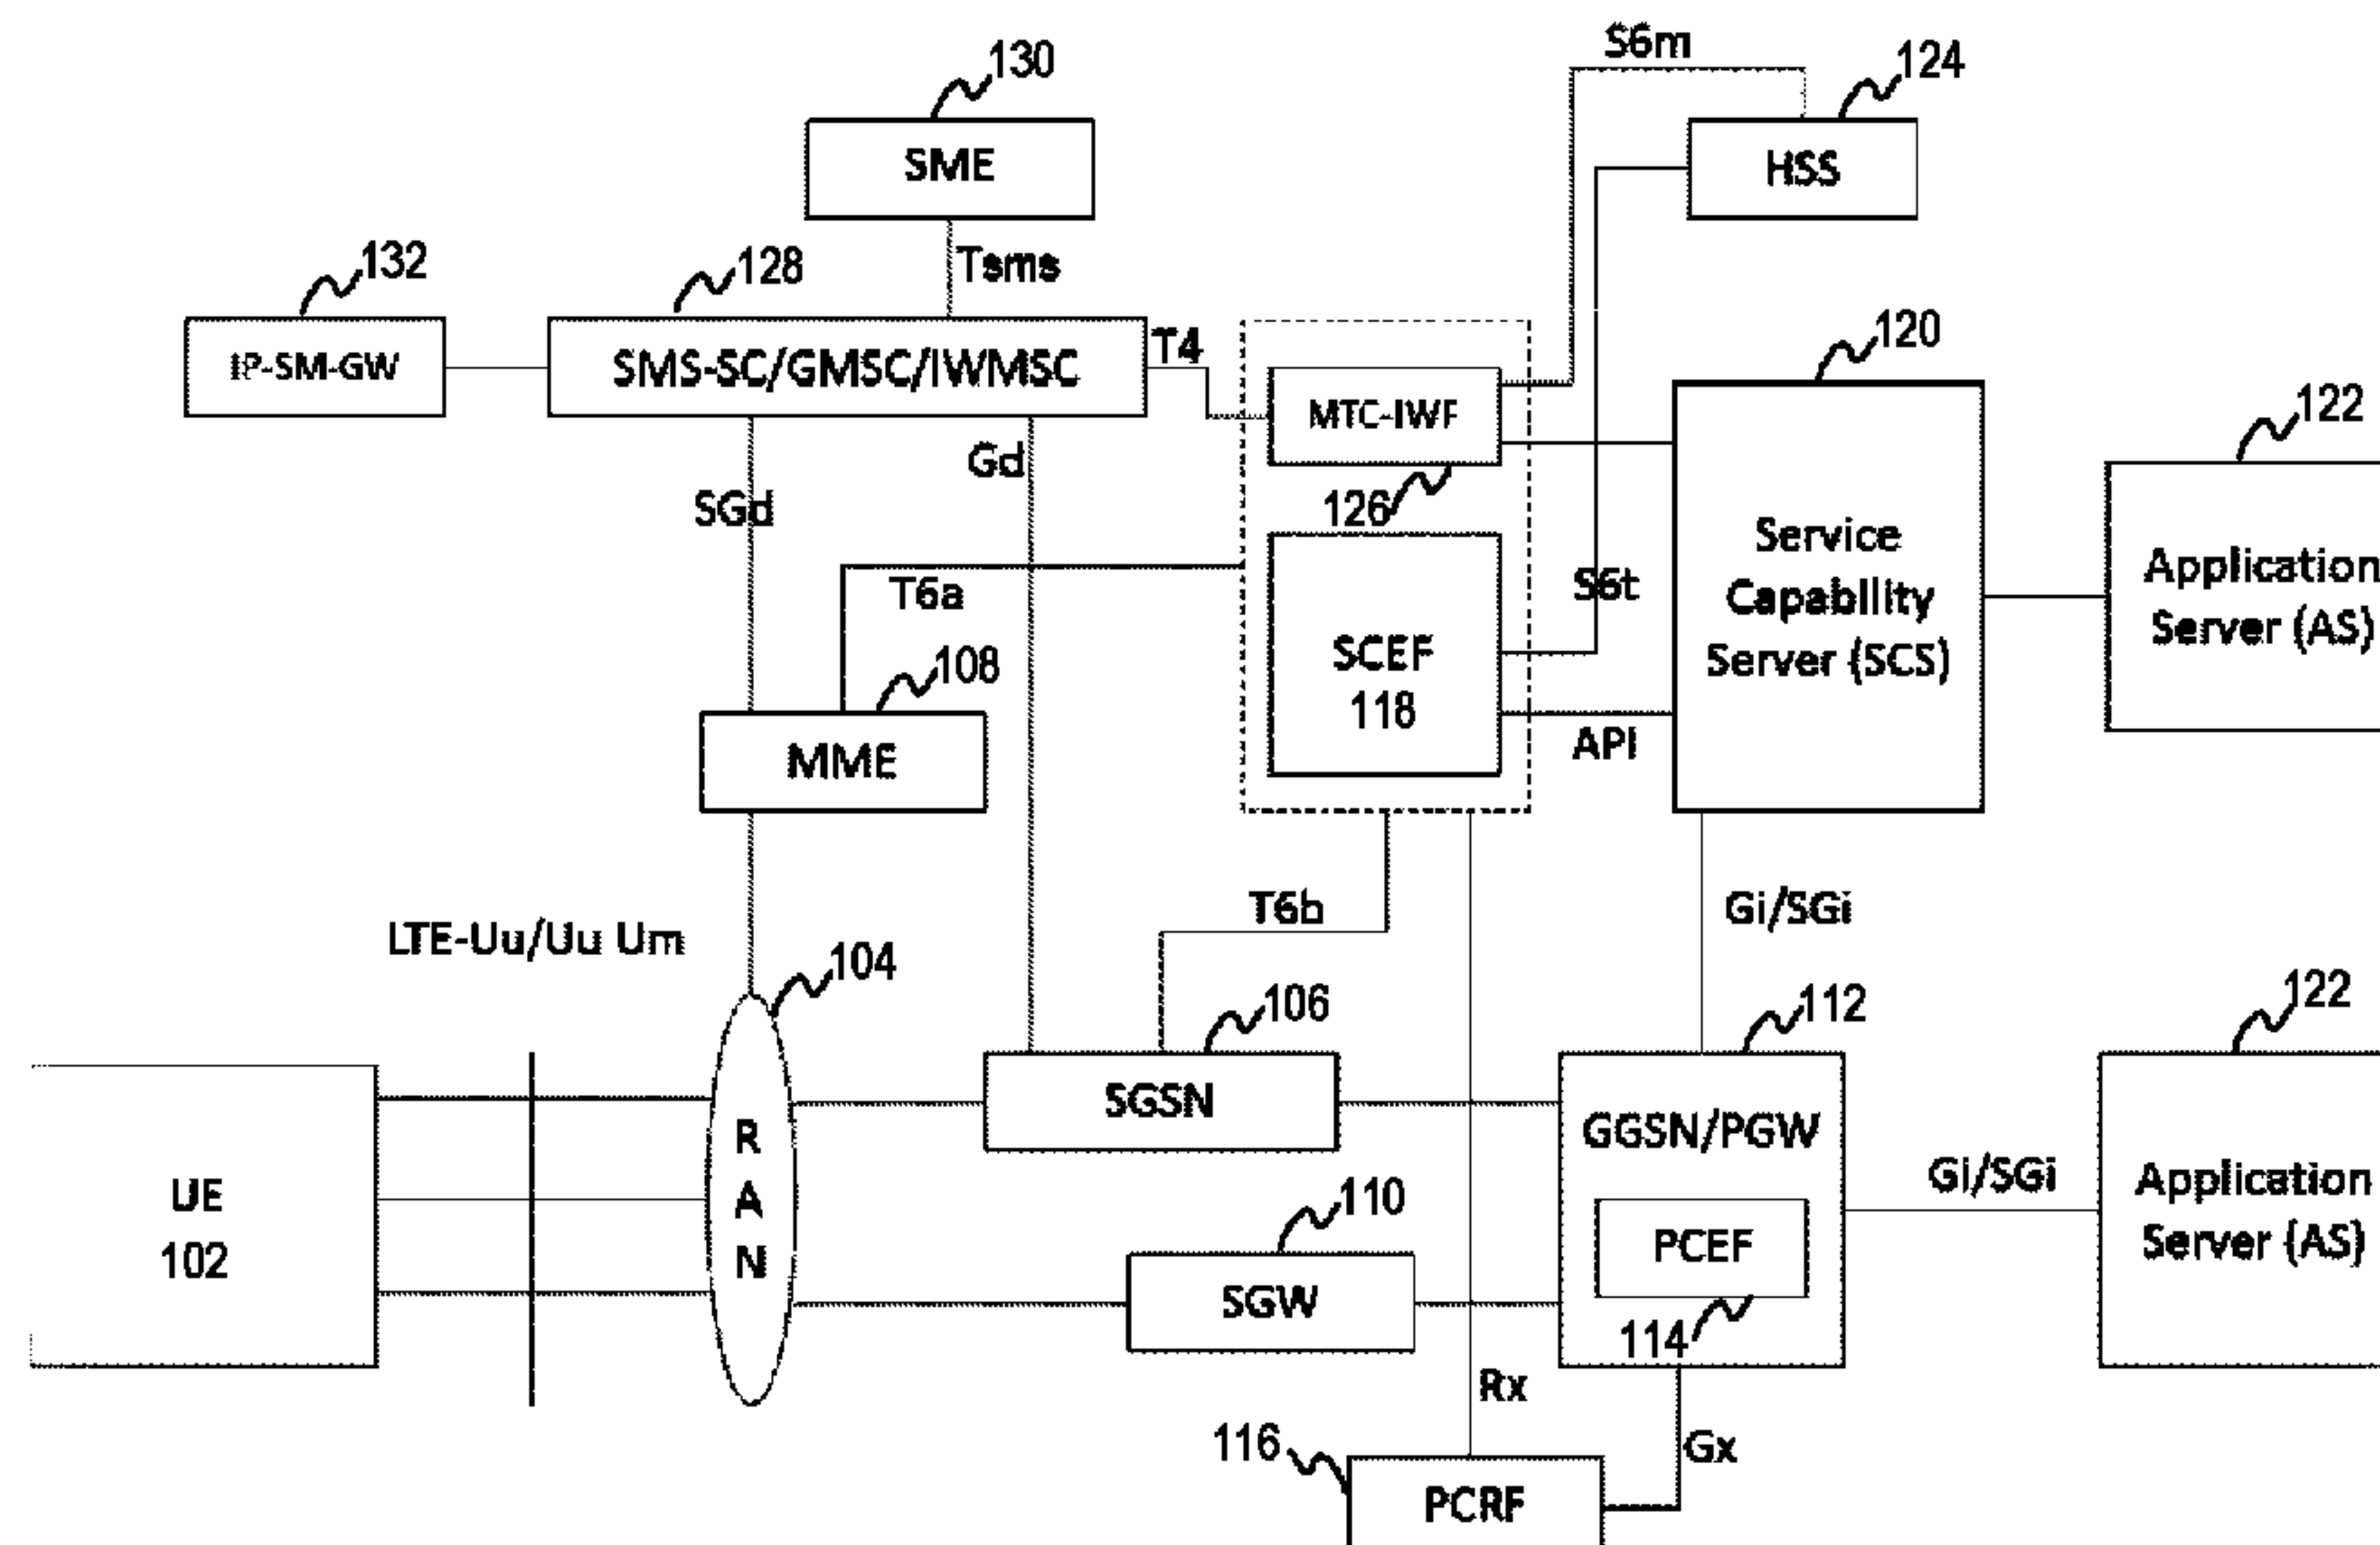 S6m
130
124
SME
HSS
132
128
Tsms
120
IP-SM-GW
SMS-SC/GMSC/IWMSC
T4
122
MTC-IWF
Gd
126
SGd
Service
Capability
Server (SCS)
Application
Server (AS)
T6a
S6t
SCEF
118
108
API
MME
T6b
Gi/SGi
LTE-Uu/Uu Um
104
106
112
122
SGSN
GGSN/PGW
R
A
N
UE
102
110
Gi/SGi
Application
Server (AS)
PCEF
SGW
114
Rx
116
Gx
PCRF